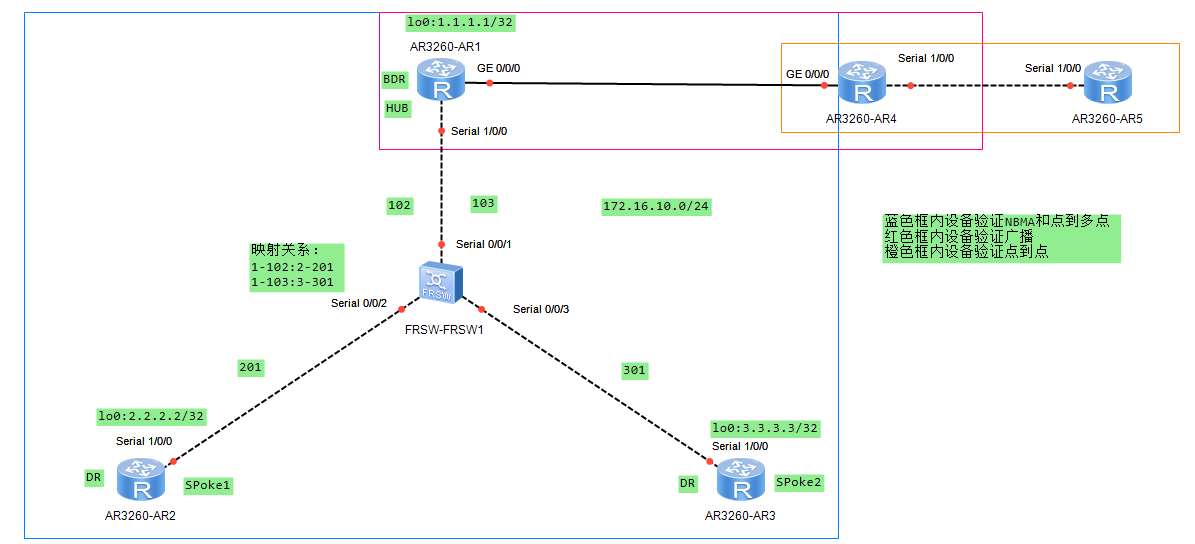 lo0:1.1.1.1/32
AR3260-AR1
BDR
HUB
R
GE 0/0/0
Serial 1/0/0
GE 0/0/0
R
AR3260-AR4
Serial 1/0/0
Serial 1/0/0
R
AR3260-AR5
102
103
172.16.10.0/24
蓝色框内设备验证NBMA和点到多点
红色框内设备验证广播
橙色框内设备验证点到点
映射关系：
1-102:2-201
1-103:3-301
Serial 0/0/1
FRSW
Serial 0/0/2
Serial 0/0/3
FRSW-FRSW1
201
301
lo0:2.2.2.2/32
Serial 1/0/0
DR
R
SPoke1
AR3260-AR2
lo0:3.3.3.3/32
Serial 1/0/0
DR
R
SPoke2
AR3260-AR3